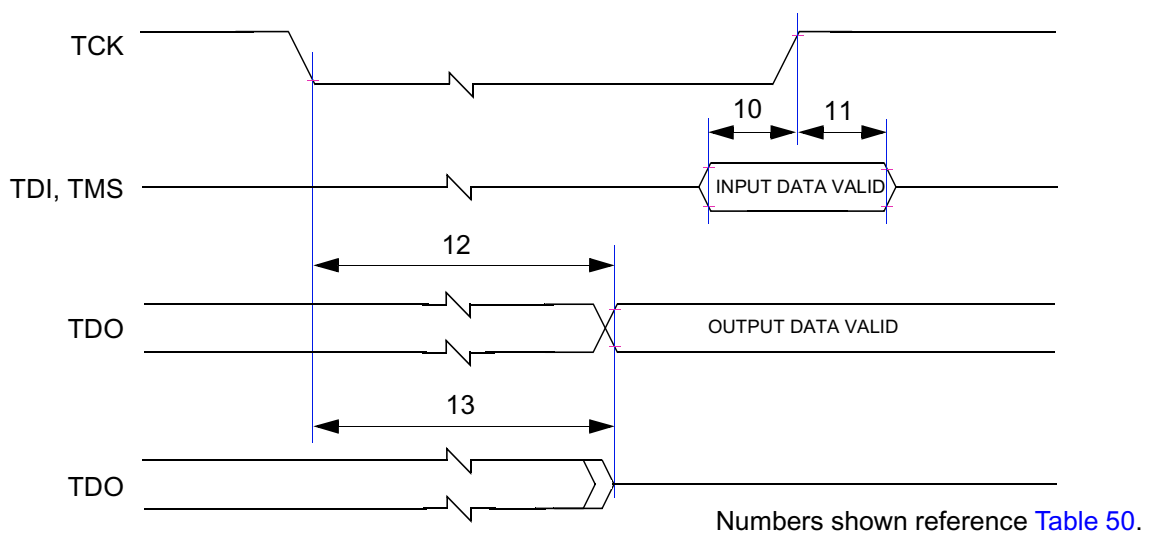 TCK
10
11
TDI, TMS
INPUT DATA VALID
12
TDO
OUTPUT DATA VALID
13
TDO
Numbers shown reference Table 50.